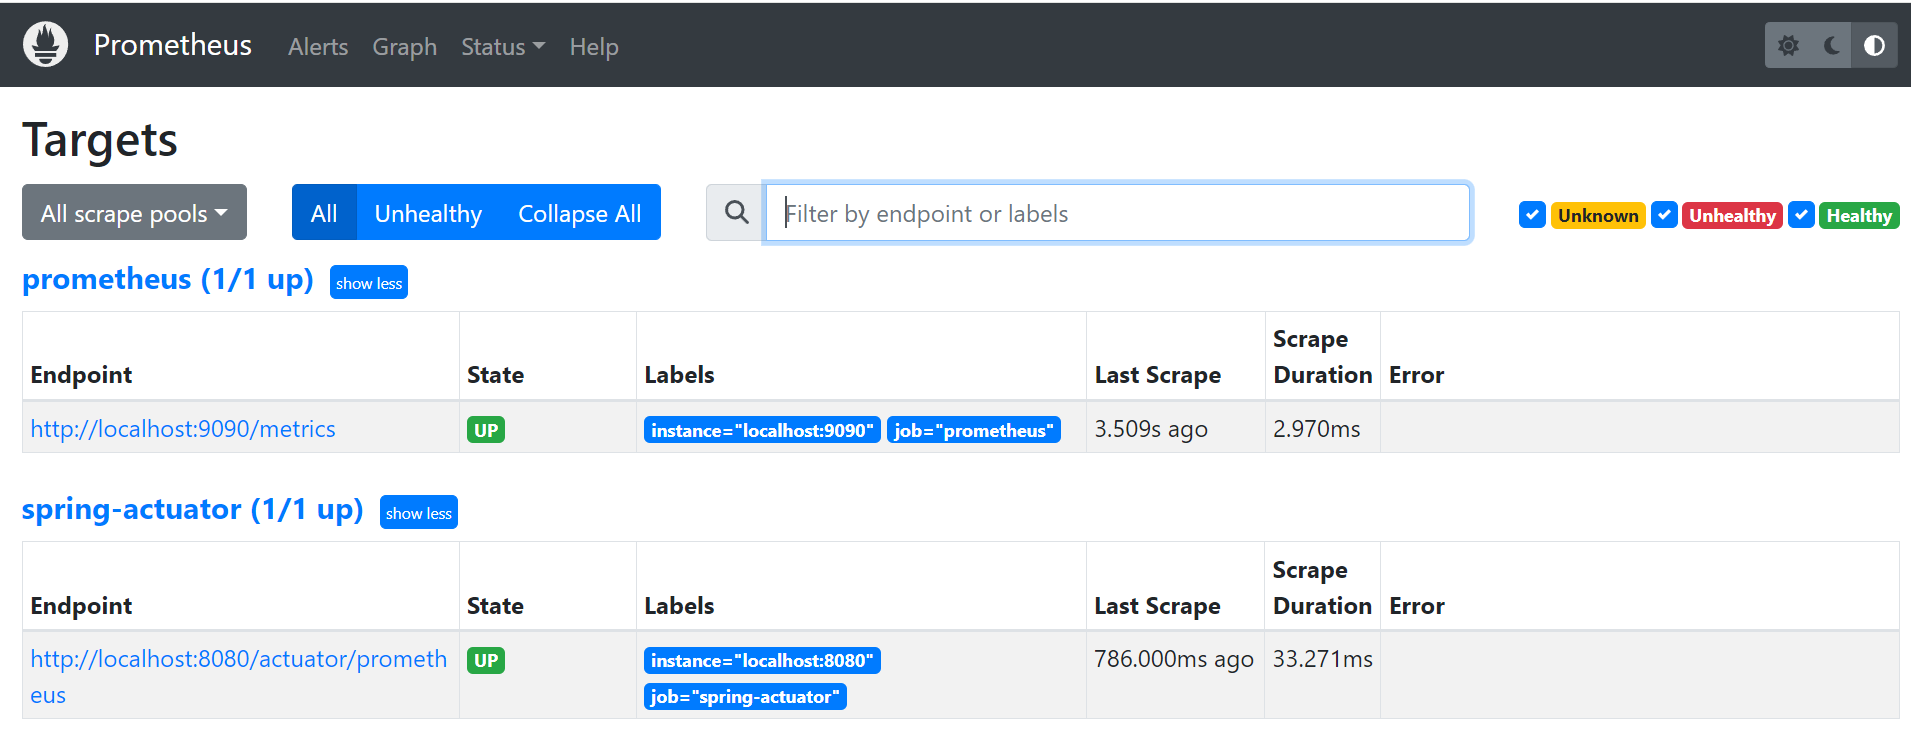 Prometheus Alerts Graph Status Help
Targets
All scrape pools All Unhealthy Collapse All Filter by endpoint or labels Unknown Unhealthy Healthy
prometheus (1/1 up) show less
Endpoint State Labels Last Scrape Scrape Duration Error
http://localhost:9090/metrics UP instance="localhost:9090" job="prometheus" 3.509s ago 2.970ms
spring-actuator (1/1 up) show less
Endpoint State Labels Last Scrape Scrape Duration Error
http://localhost:8080/actuator/prometh
eus
UP
instance="localhost:8080"
job="spring-actuator"
786.000ms ago 33.271ms